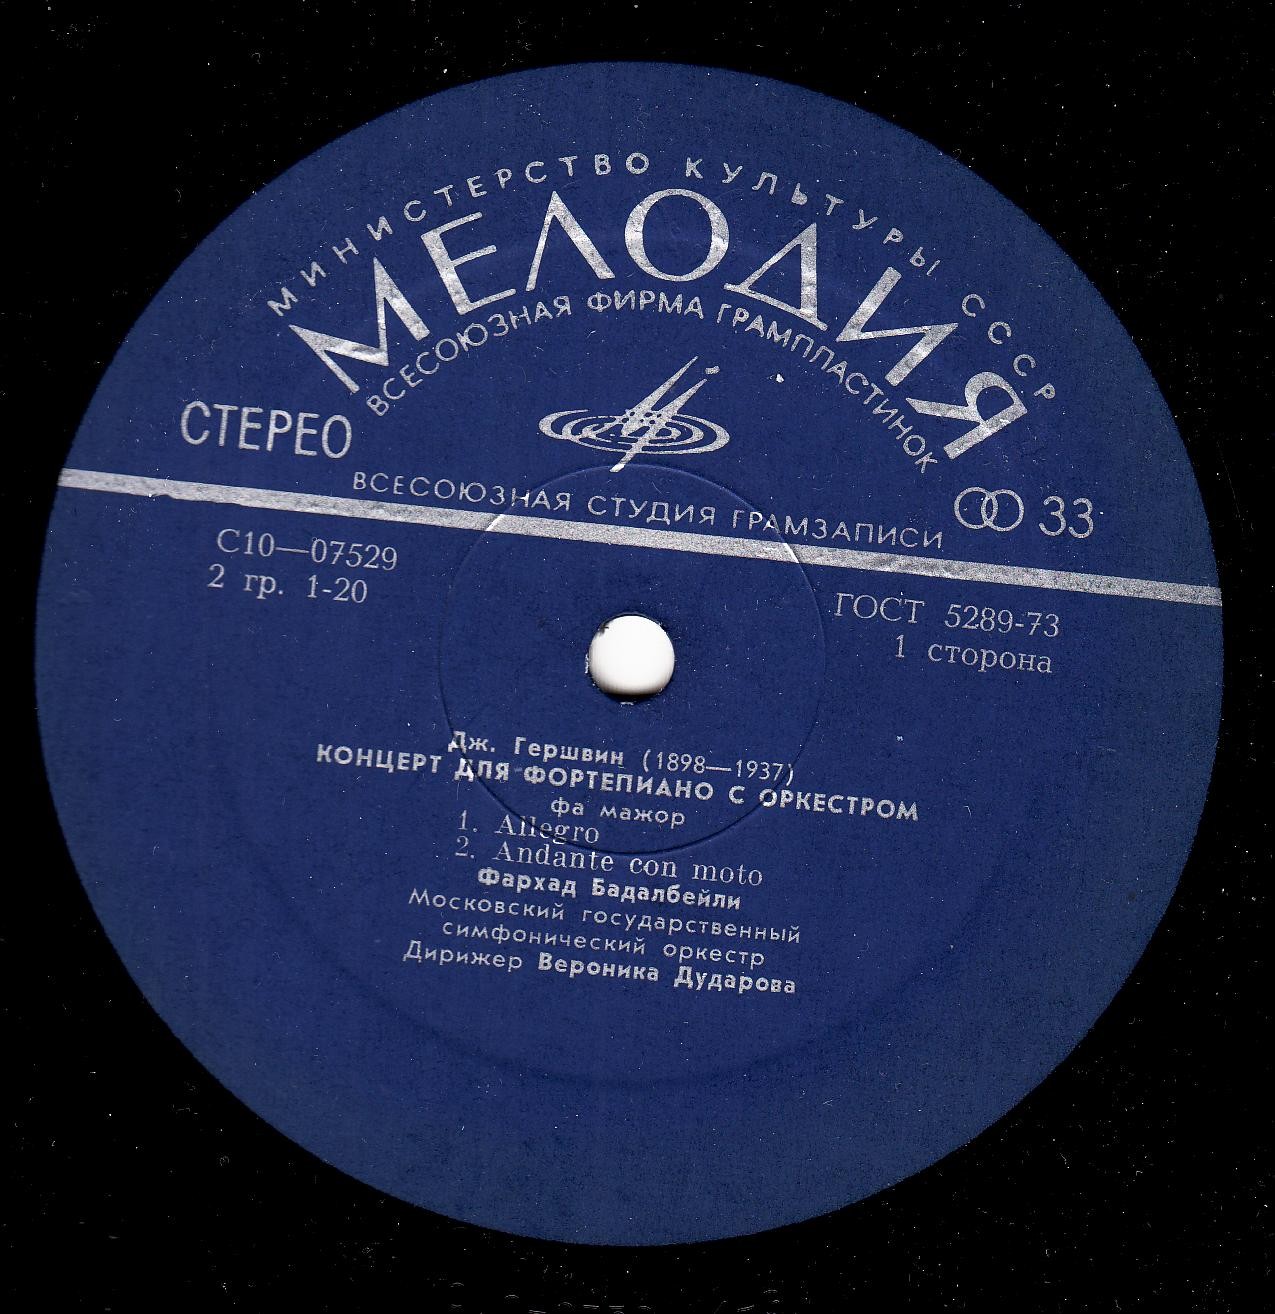 МИНИСТЕРСТВО КУЛЬТУРЫ СССР
МЕЛОДИЯ
ВСЕСОЮЗНАЯ ФИРМА ГРАМПЛАСТИНОК
СТЕРЕО
33
ВСЕСОЮЗНАЯ СТУДИЯ ГРАМЗАПИСИ
С10—07529
2 гр. 1-20
ГОСТ 5289-73
1 сторона
Дж. Гершвин (1898—1937)
КОНЦЕРТ ДЛЯ ФОРТЕПИАНО С ОРКЕСТРОМ
фа мажор
1. Allegro
2. Andante con moto
Фархад Бадалбейли
Московский государственный
симфонический оркестр
Дирижер Вероника Дударова